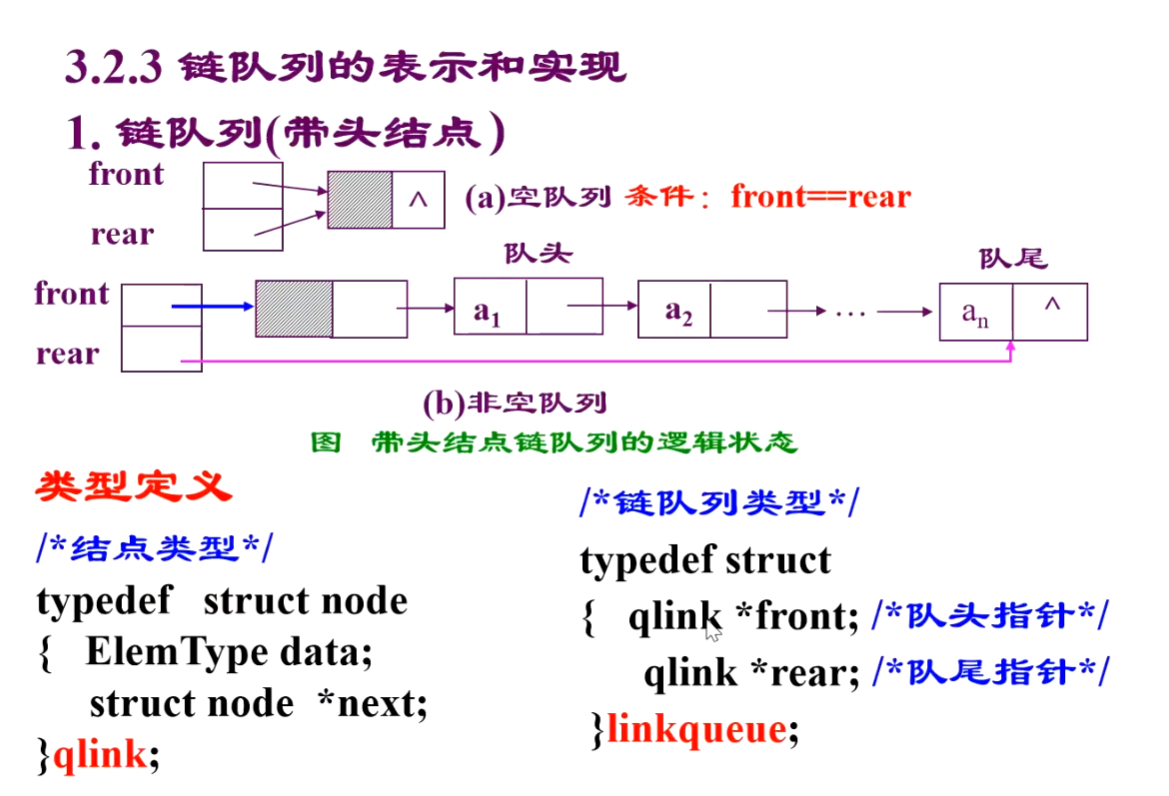 3.2.3 链队列的表示和实现
1. 链队列(带头结点)
front
rear
^
(a)空队列 条件：front==rear
队头
队尾
front
rear
a1
a2
…
an
^
(b)非空队列
图 带头结点链队列的逻辑状态
类型定义
/*结点类型*/
typedef struct node
{ ElemType data;
struct node *next;
}qlink;
/*链队列类型*/
typedef struct
{ qlink *front; /*队头指针*/
qlink *rear; /*队尾指针*/
}linkqueue;